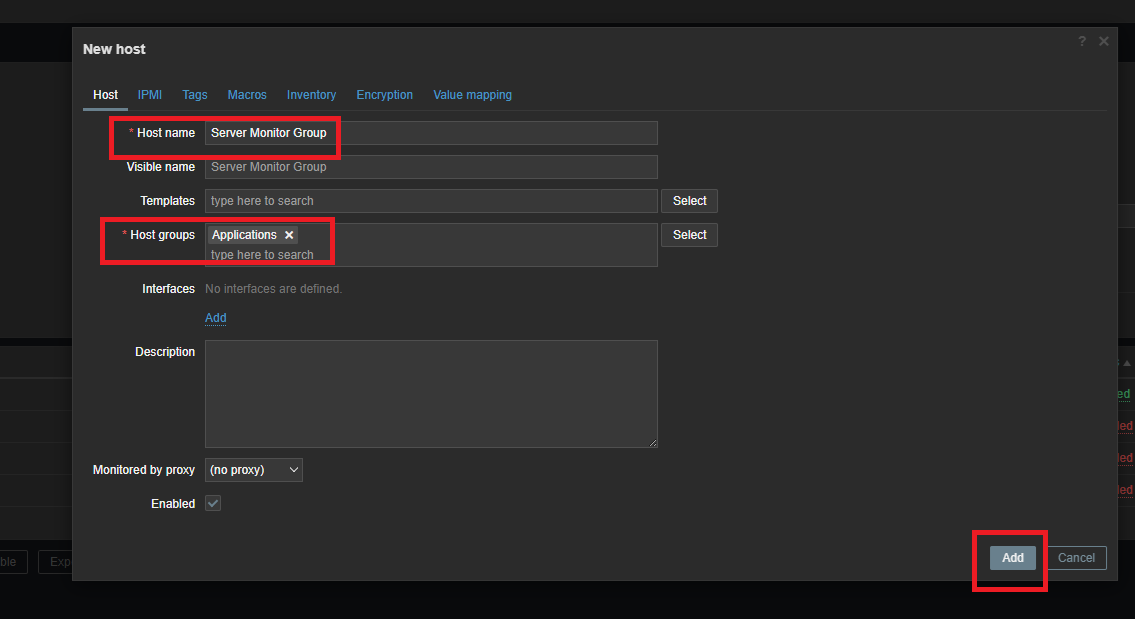 New host
?
Host IPMI Tags Macros Inventory Encryption Value mapping
* Host name Server Monitor Group
Visible name Server Monitor Group
Templates type here to search Select
* Host groups Applications Select
type here to search
Interfaces No interfaces are defined.
Add
Description
ed
led
led
Monitored by proxy (no proxy)
led
Enabled
Add Cancel
ble Exp